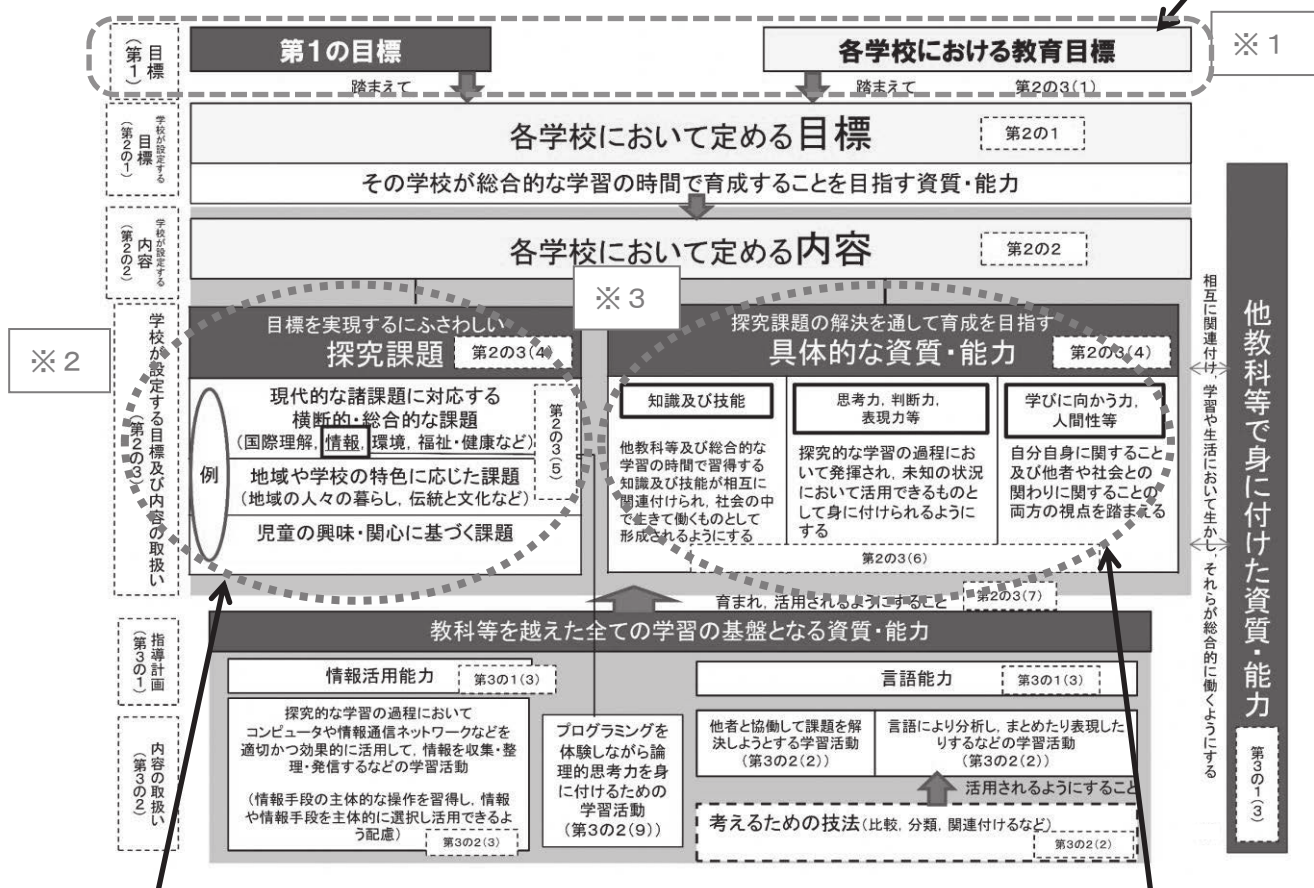 ※１
目標
（第1）
第1の目標
各学校における教育目標
踏まえて
踏まえて
第2の3(1)
学校が設定する
目標
（第2の1）
各学校において定める目標
第2の1
その学校が総合的な学習の時間で育成することを目指す資質・能力
学校が設定する
内容
（第2の2）
各学校において定める内容
第2の2
※２
※３
学校が設定する目標及び内容の取扱い
（第2の3）
目標を実現するにふさわしい
探究課題
第2の3(4)
例
現代的な諸課題に対応する
横断的・総合的な課題
（国際理解，情報，環境，福祉・健康など）
地域や学校の特色に応じた課題
（地域の人々の暮らし，伝統と文化など）
児童の興味・関心に基づく課題
第2の3(5)
探究課題の解決を通して育成を目指す
具体的な資質・能力
第2の3(4)
知識及び技能
他教科等及び総合的な
学習の時間で習得する
知識及び技能が相互に
関連付けられ，社会の中
で生きて働くものとして
形成されるようにする
思考力，判断力，
表現力等
探究的な学習の過程にお
いて発揮され，未知の状況
において活用できるものと
して身に付けられるように
する
学びに向かう力，
人間性等
自分自身に関すること
及び他者や社会との
関わりに関することの
両方の視点を踏まえる
第2の3(6)
育まれ，活用されるようにすること
第2の3(7)
相互に関連付け，学習や生活において生かし，それらが総合的に働くようにする
他教科等で身に付けた資質・能力
第3の1(3)
指導計画
（第3の1）
教科等を越えた全ての学習の基盤となる資質・能力
情報活用能力
第3の1(3)
言語能力
第3の1(3)
内容の取扱い
（第3の2）
探究的な学習の過程において
コンピュータや情報通信ネットワークなどを
適切かつ効果的に活用して，情報を収集・整
理・発信するなどの学習活動
（情報手段の主体的な操作を習得し，情報
や情報手段を主体的に選択し活用できるよ
う配慮）
第3の2(3)
プログラミングを
体験しながら論
理的思考力を身
に付けるための
学習活動
（第3の2(9)）
他者と協働して課題を解
決しようとする学習活動
（第3の2(2)）
言語により分析し，まとめたり表現した
りするなどの学習活動
（第3の2(2)）
活用されるようにすること
考えるための技法（比較，分類，関連付けるなど）
第3の2(2)